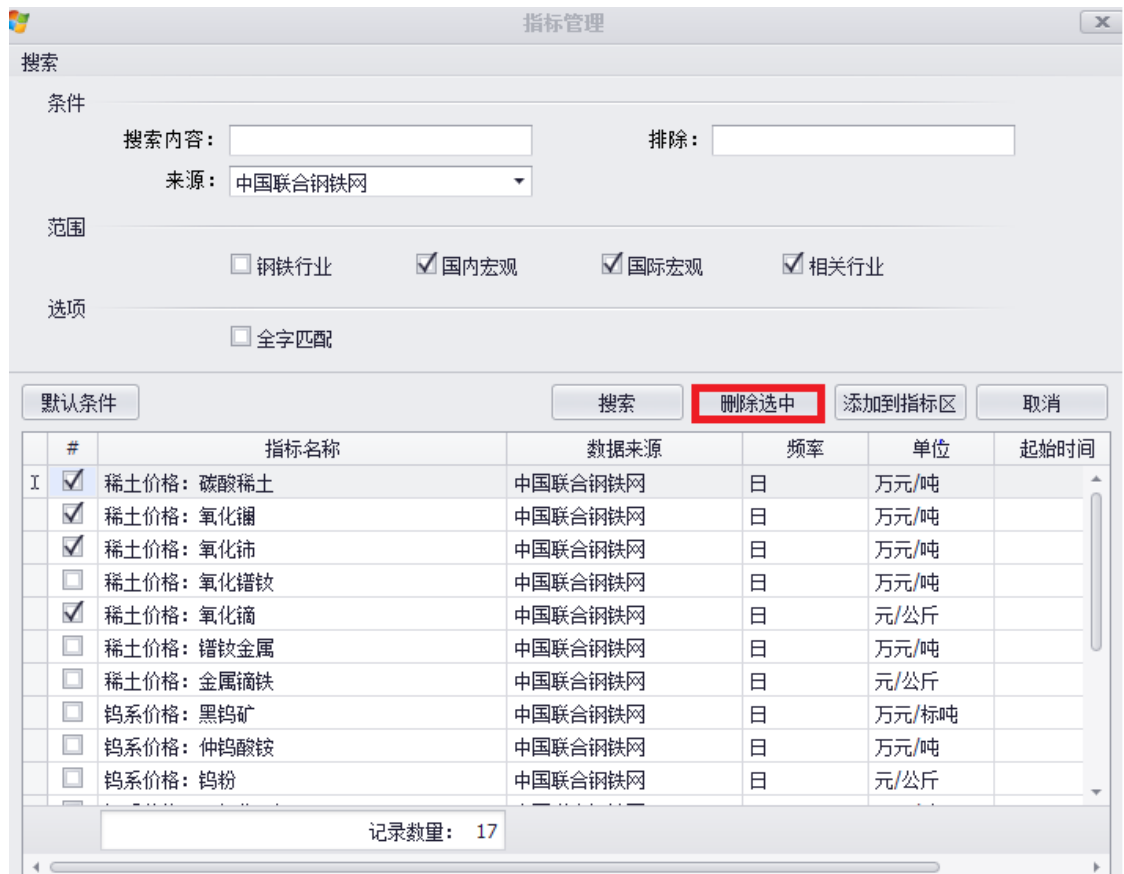 指标管理
搜索
条件
搜索内容： 排除：
来源： 中国联合钢铁网
范围
钢铁行业 国内宏观 国际宏观 相关行业
选项
全字匹配
默认条件 搜索 删除选中 添加到指标区 取消
# 指标名称 数据来源 频率 单位 起始时间
稀土价格：碳酸稀土 中国联合钢铁网 日 万元/吨
稀土价格：氧化镧 中国联合钢铁网 日 万元/吨
稀土价格：氧化铈 中国联合钢铁网 日 万元/吨
稀土价格：氧化镨钕 中国联合钢铁网 日 万元/吨
稀土价格：氧化镝 中国联合钢铁网 日 元/公斤
稀土价格：镨钕金属 中国联合钢铁网 日 万元/吨
稀土价格：金属镝铁 中国联合钢铁网 日 元/公斤
钨系价格：黑钨矿 中国联合钢铁网 日 万元/标吨
钨系价格：仲钨酸铵 中国联合钢铁网 日 万元/吨
钨系价格：钨粉 中国联合钢铁网 日 元/公斤
记录数量： 17